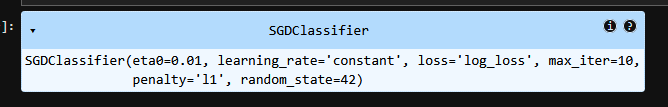 ]:
▾ SGDClassifier i ?
SGDClassifier(eta0=0.01, learning_rate='constant', loss='log_loss', max_iter=10,
penalty='l1', random_state=42)